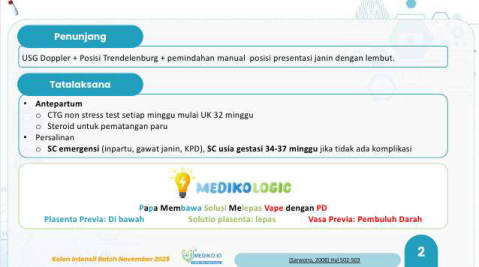 Penunjang
USG Doppler + Posisi Trendelenburg + pemindahan manual posisi presentasi janin dengan lembut.
Tatalaksana
• Antepartum
o CTG non stress test setiap minggu mulai UK 32 minggu
o Steroid untuk pematangan paru
• Persalinan
o SC emergensi (inpartu, gawat janin, KPD), SC usia gestasi 34-37 minggu jika tidak ada komplikasi
MEDIKOLOGIC
Papa Membawa Solusi Melepas Vape dengan PD
Plasenta Previa: Di bawah
Solutio plasenta: lepas
Vasa Previa: Pembuluh Darah
Kelan Intensif Batch November 2025
MEDIKO.ID
(Sarwono, 2008) Hal 502-503
2